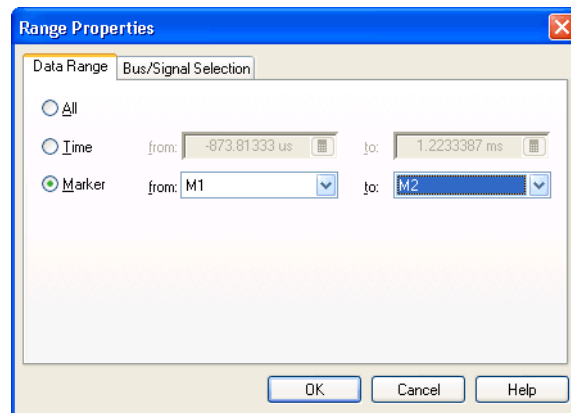 Range Properties
Data Range Bus/Signal Selection
All
Time from: -873.81333 us to: 1.2233387 ms
Marker from: M1 to: M2
OK Cancel Help